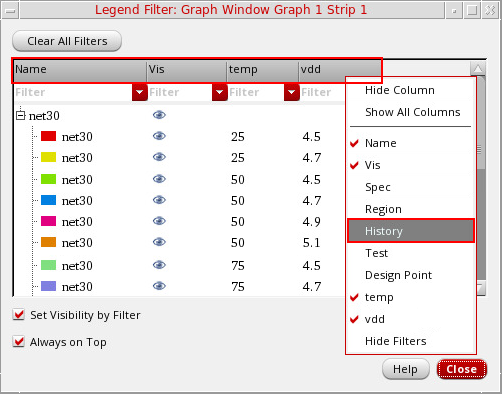 Legend Filter: Graph Window Graph 1 Strip 1
Clear All Filters
Name Vis temp vdd
Filter Filter Filter Filter
net30
net30 25 4.5
net30 25 4.7
net30 50 4.5
net30 50 4.7
net30 50 4.9
net30 50 5.1
net30 75 4.5
net30 75 4.7
Hide Column
Show All Columns
Name
Vis
Spec
Region
History
Test
Design Point
temp
vdd
Hide Filters
Set Visibility by Filter
Always on Top
Help Close